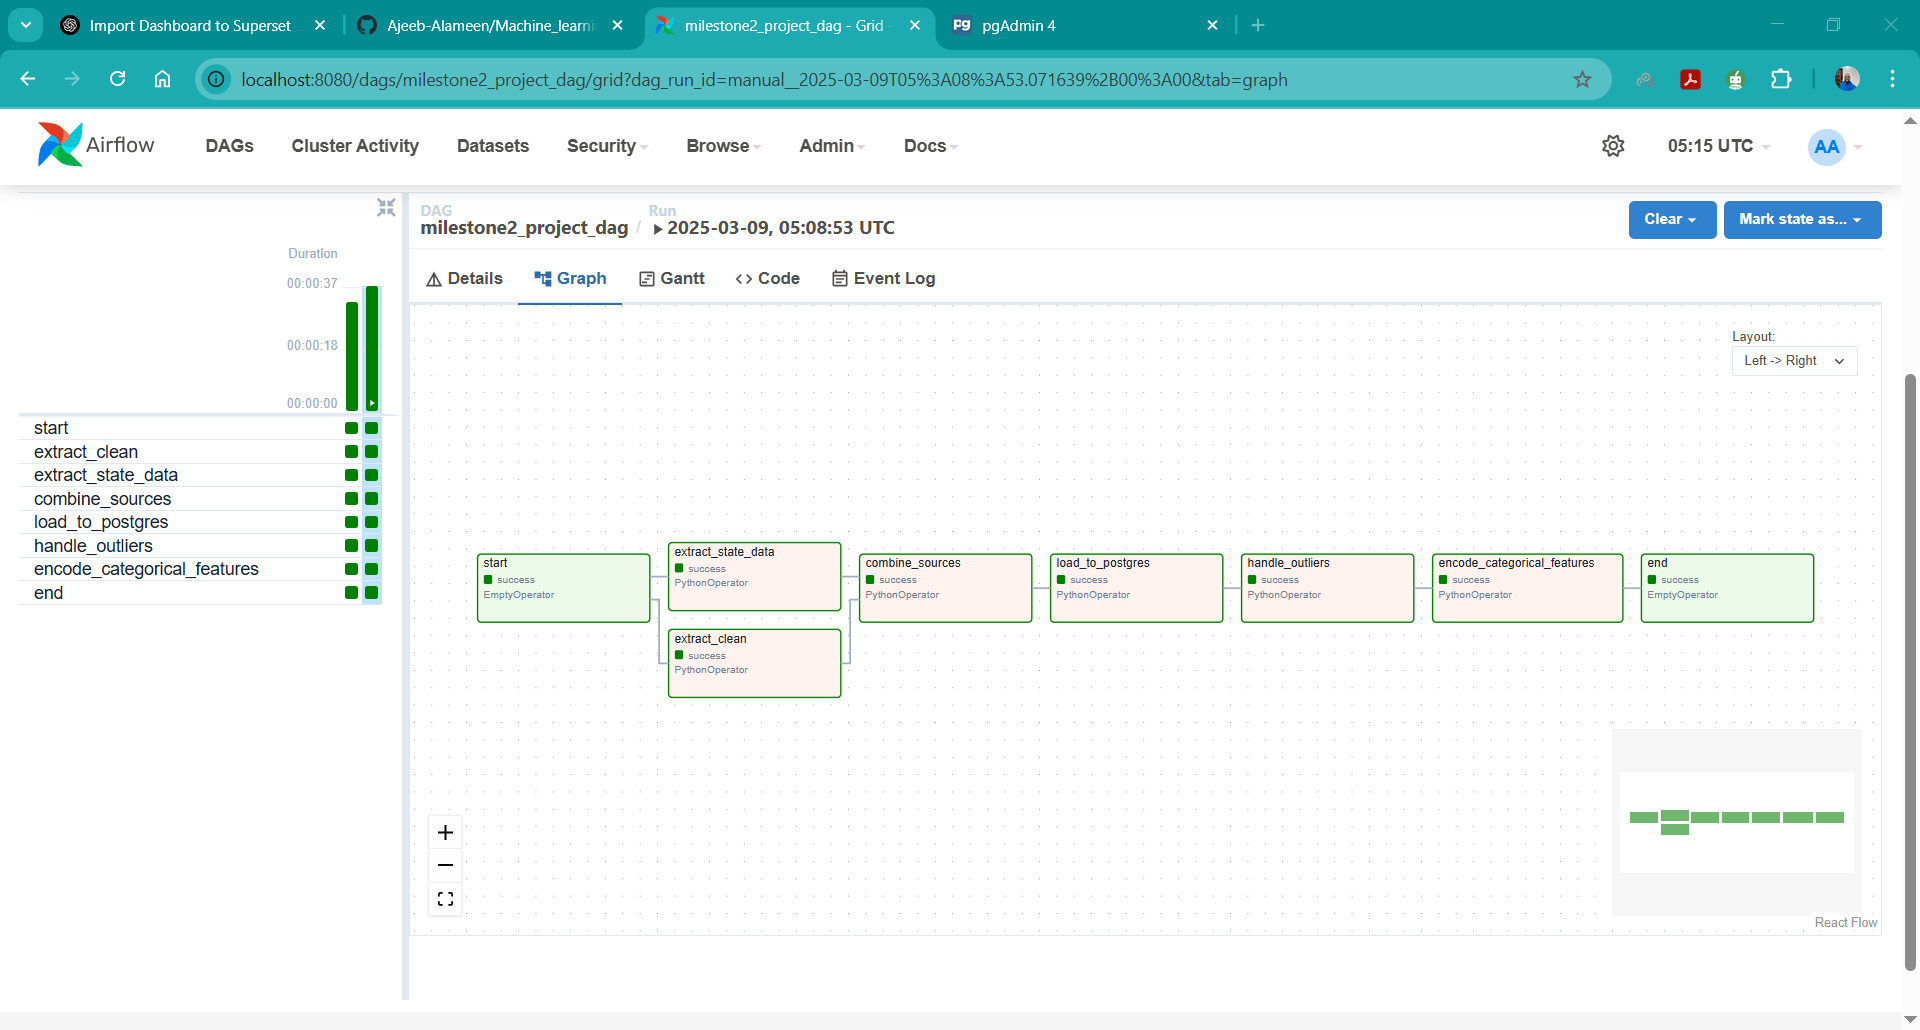 Import Dashboard to Superset
Ajeeb-Alameen/Machine_learni
milestone2_project_dag - Grid
pgAdmin 4
localhost:8080/dags/milestone2_project_dag/grid?dag_run_id=manual__2025-03-09T05%3A08%3A53.071639%2B00%3A00&tab=graph
Airflow
DAGs
Cluster Activity
Datasets
Security
Browse
Admin
Docs
05:15 UTC
AA
DAG
milestone2_project_dag
/
Run
2025-03-09, 05:08:53 UTC
Clear
Mark state as...
Details
Graph
Gantt
Code
Event Log
Duration
00:00:37
00:00:18
00:00:00
start
extract_clean
extract_state_data
combine_sources
load_to_postgres
handle_outliers
encode_categorical_features
end
Layout:
Left -> Right
start
success
EmptyOperator
extract_state_data
success
PythonOperator
extract_clean
success
PythonOperator
combine_sources
success
PythonOperator
load_to_postgres
success
PythonOperator
handle_outliers
success
PythonOperator
encode_categorical_features
success
PythonOperator
end
success
EmptyOperator
React Flow